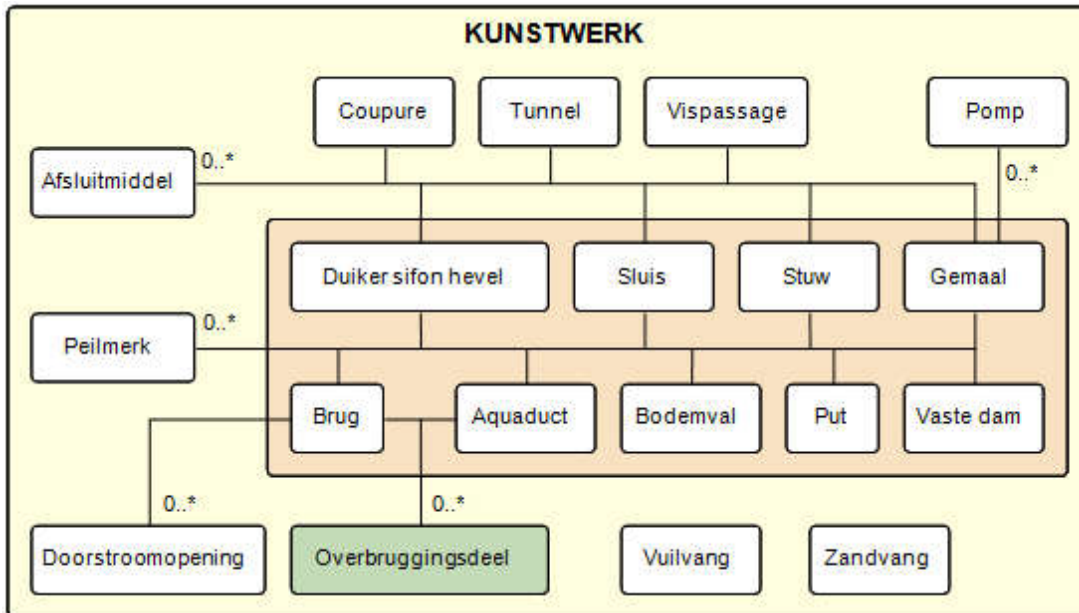 KUNSTWERK
Coupure
Tunnel
Vispassage
Pomp
Afsluitmiddel
0..*
0..*
Duiker sifon hevel
Sluis
Stuw
Gemaal
Peilmerk
0..*
Brug
Aquaduct
Bodemval
Put
Vaste dam
0..*
0..*
Doorstroomopening
Overbruggingsdeel
Vuilvang
Zandvang